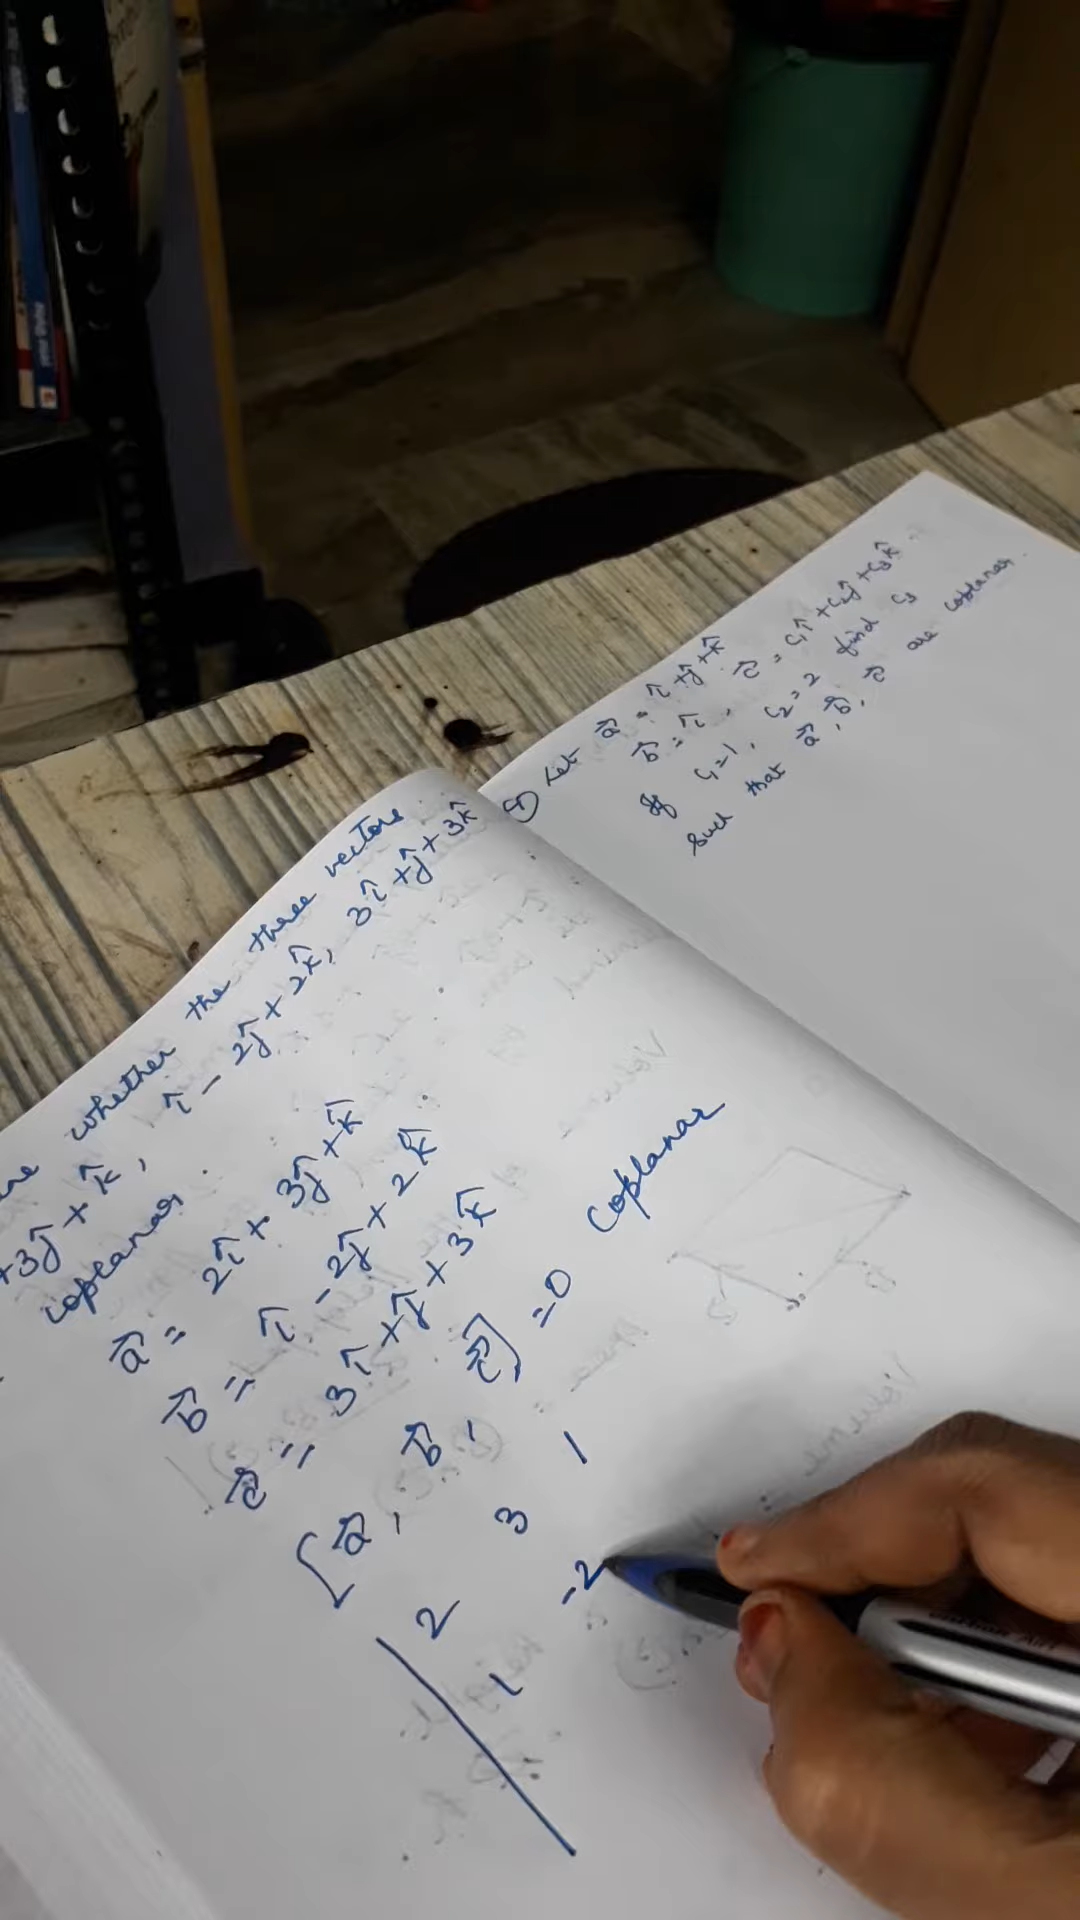 whether the three vectors
+3ĵ+k̂, î-2ĵ+2k̂, 3î+ĵ+3k̂
coplanar.
a⃗ = 2î+3ĵ+k̂
b⃗ = î-2ĵ+2k̂
c⃗ = 3î+ĵ+3k̂
[a⃗, b⃗, c⃗] = 0 coplanar
2 3 1
1 -2
Let a⃗ = î+ĵ+k̂
b⃗ = î, c⃗ = c₁î+c₂ĵ+c₃k̂.
If c₁=1, c₂=2 find c₃
such that a⃗, b⃗, c⃗ are coplanar.